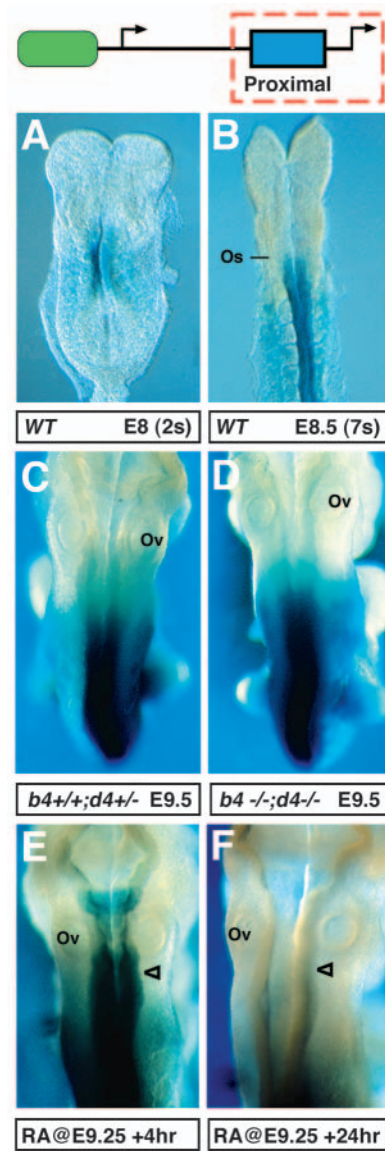 Proximal
A
B
Os
WT E8 (2s)
WT E8.5 (7s)
C
D
Ov
Ov
b4+/+;d4+/- E9.5
b4 -/-;d4-/- E9.5
E
F
Ov
Ov
RA@E9.25 +4hr
RA@E9.25 +24hr